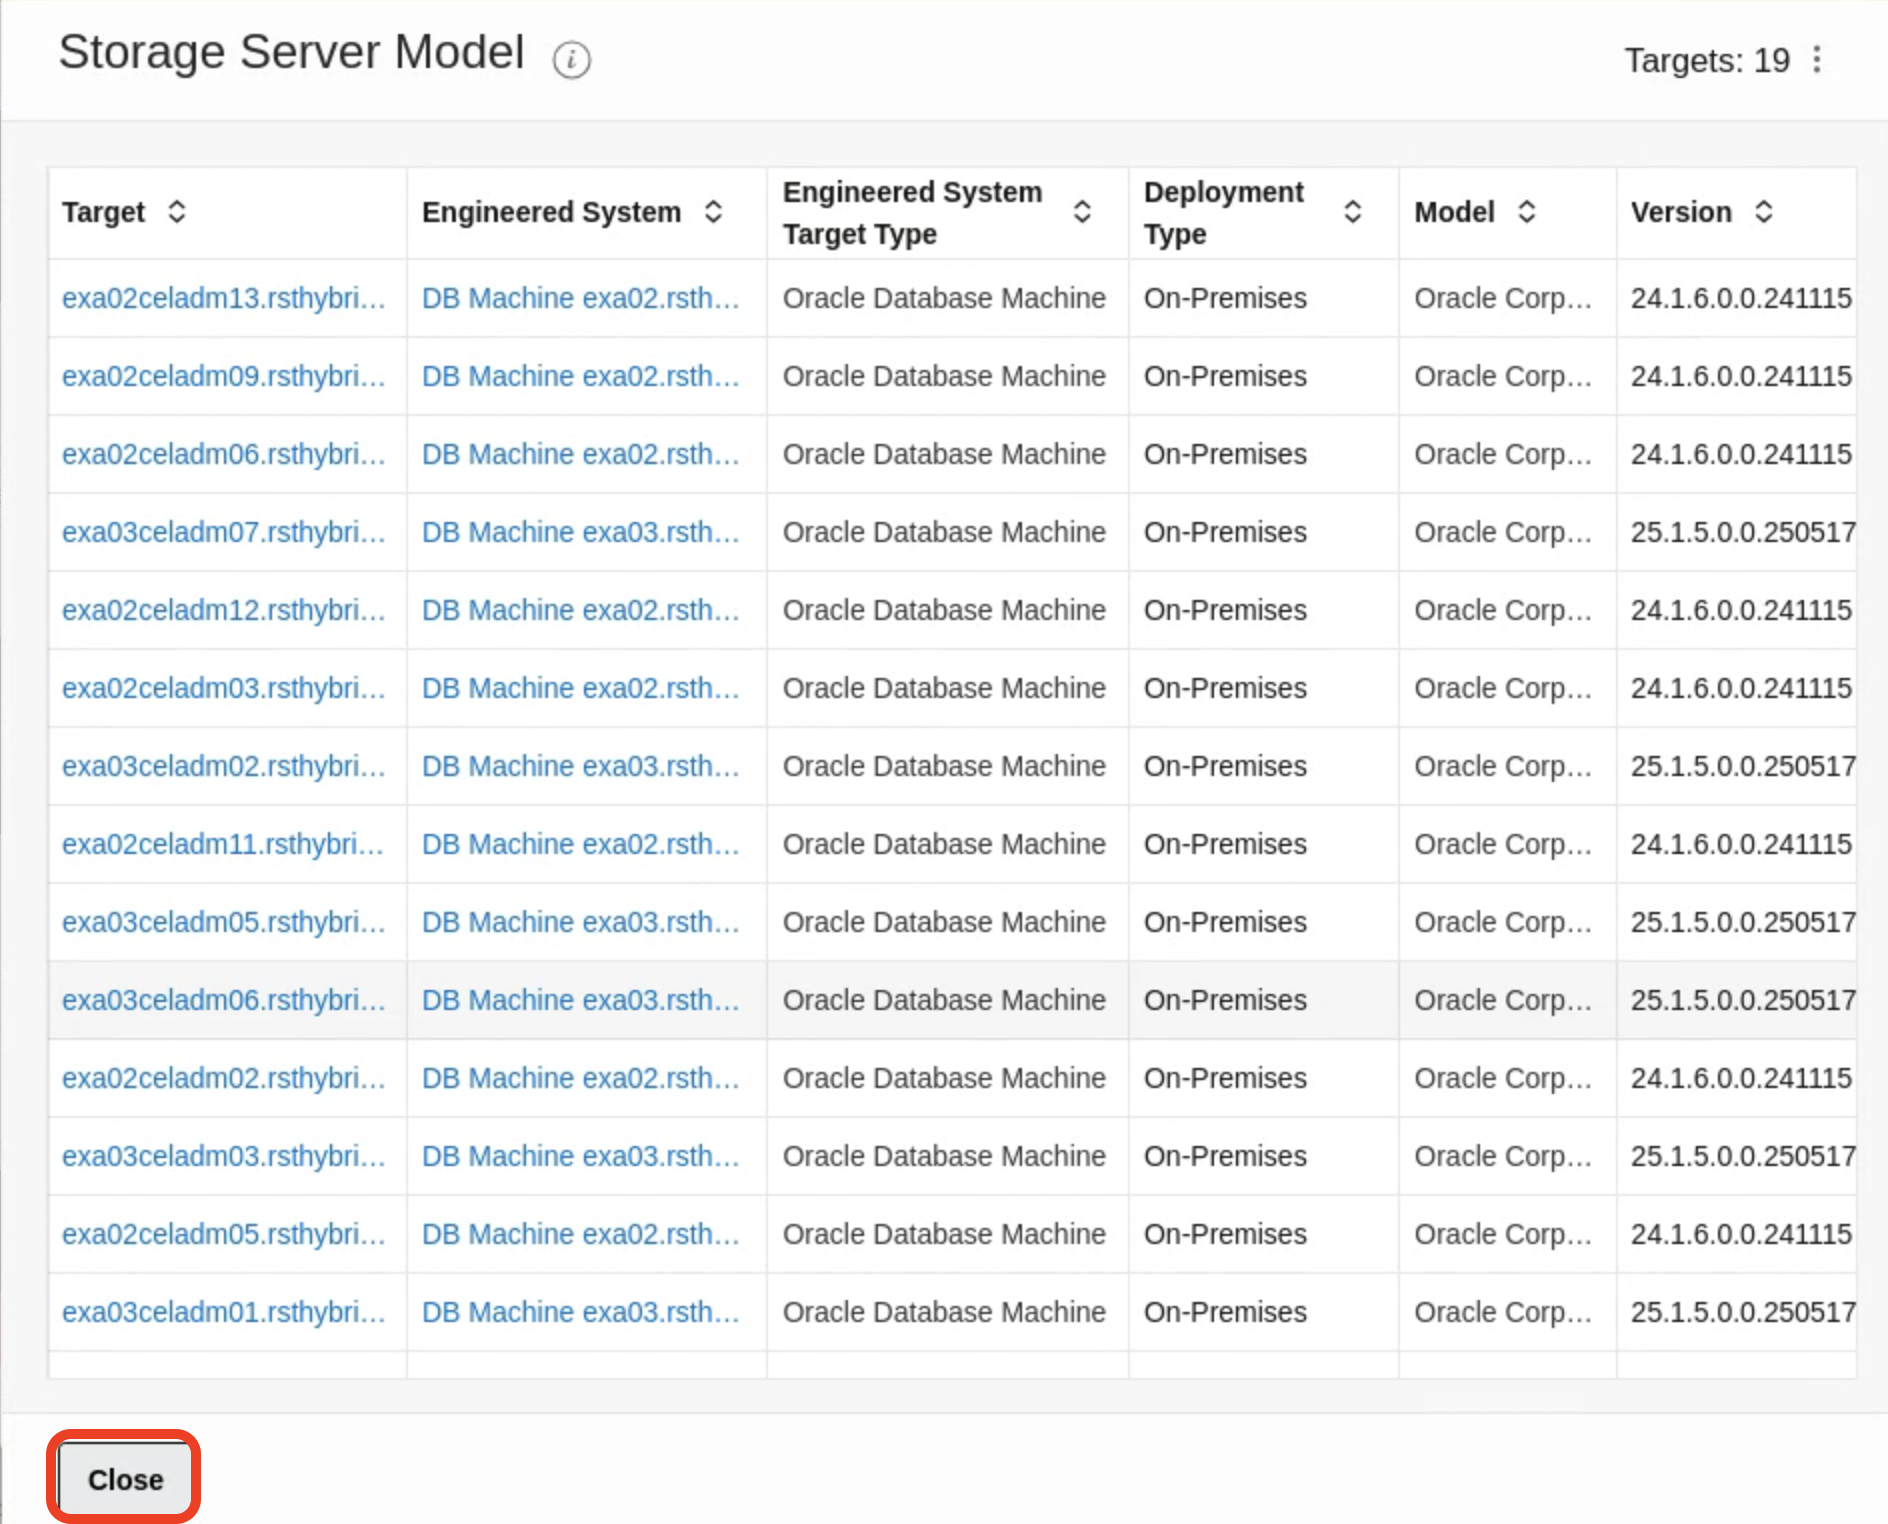 Storage Server Model i Targets: 19
Target Engineered System Engineered System Target Type Deployment Type Model Version
exa02celadm13.rsthybri... DB Machine exa02.rsth... Oracle Database Machine On-Premises Oracle Corp... 24.1.6.0.0.241115
exa02celadm09.rsthybri... DB Machine exa02.rsth... Oracle Database Machine On-Premises Oracle Corp... 24.1.6.0.0.241115
exa02celadm06.rsthybri... DB Machine exa02.rsth... Oracle Database Machine On-Premises Oracle Corp... 24.1.6.0.0.241115
exa03celadm07.rsthybri... DB Machine exa03.rsth... Oracle Database Machine On-Premises Oracle Corp... 25.1.5.0.0.250517
exa02celadm12.rsthybri... DB Machine exa02.rsth... Oracle Database Machine On-Premises Oracle Corp... 24.1.6.0.0.241115
exa02celadm03.rsthybri... DB Machine exa02.rsth... Oracle Database Machine On-Premises Oracle Corp... 24.1.6.0.0.241115
exa03celadm02.rsthybri... DB Machine exa03.rsth... Oracle Database Machine On-Premises Oracle Corp... 25.1.5.0.0.250517
exa02celadm11.rsthybri... DB Machine exa02.rsth... Oracle Database Machine On-Premises Oracle Corp... 24.1.6.0.0.241115
exa03celadm05.rsthybri... DB Machine exa03.rsth... Oracle Database Machine On-Premises Oracle Corp... 25.1.5.0.0.250517
exa03celadm06.rsthybri... DB Machine exa03.rsth... Oracle Database Machine On-Premises Oracle Corp... 25.1.5.0.0.250517
exa02celadm02.rsthybri... DB Machine exa02.rsth... Oracle Database Machine On-Premises Oracle Corp... 24.1.6.0.0.241115
exa03celadm03.rsthybri... DB Machine exa03.rsth... Oracle Database Machine On-Premises Oracle Corp... 25.1.5.0.0.250517
exa02celadm05.rsthybri... DB Machine exa02.rsth... Oracle Database Machine On-Premises Oracle Corp... 24.1.6.0.0.241115
exa03celadm01.rsthybri... DB Machine exa03.rsth... Oracle Database Machine On-Premises Oracle Corp... 25.1.5.0.0.250517
Close